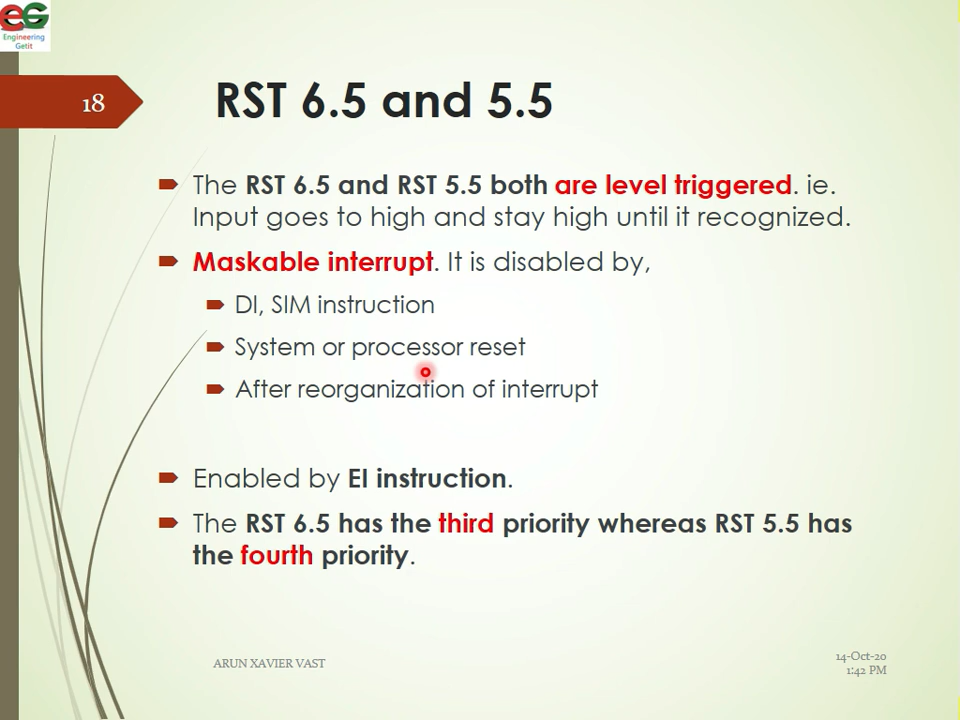 EG
Engineering
Getit
18
RST 6.5 and 5.5
The RST 6.5 and RST 5.5 both are level triggered. ie.
Input goes to high and stay high until it recognized.
Maskable interrupt. It is disabled by,
DI, SIM instruction
System or processor reset
After reorganization of interrupt
Enabled by EI instruction.
The RST 6.5 has the third priority whereas RST 5.5 has
the fourth priority.
ARUN XAVIER VAST
14-Oct-20
1:42 PM